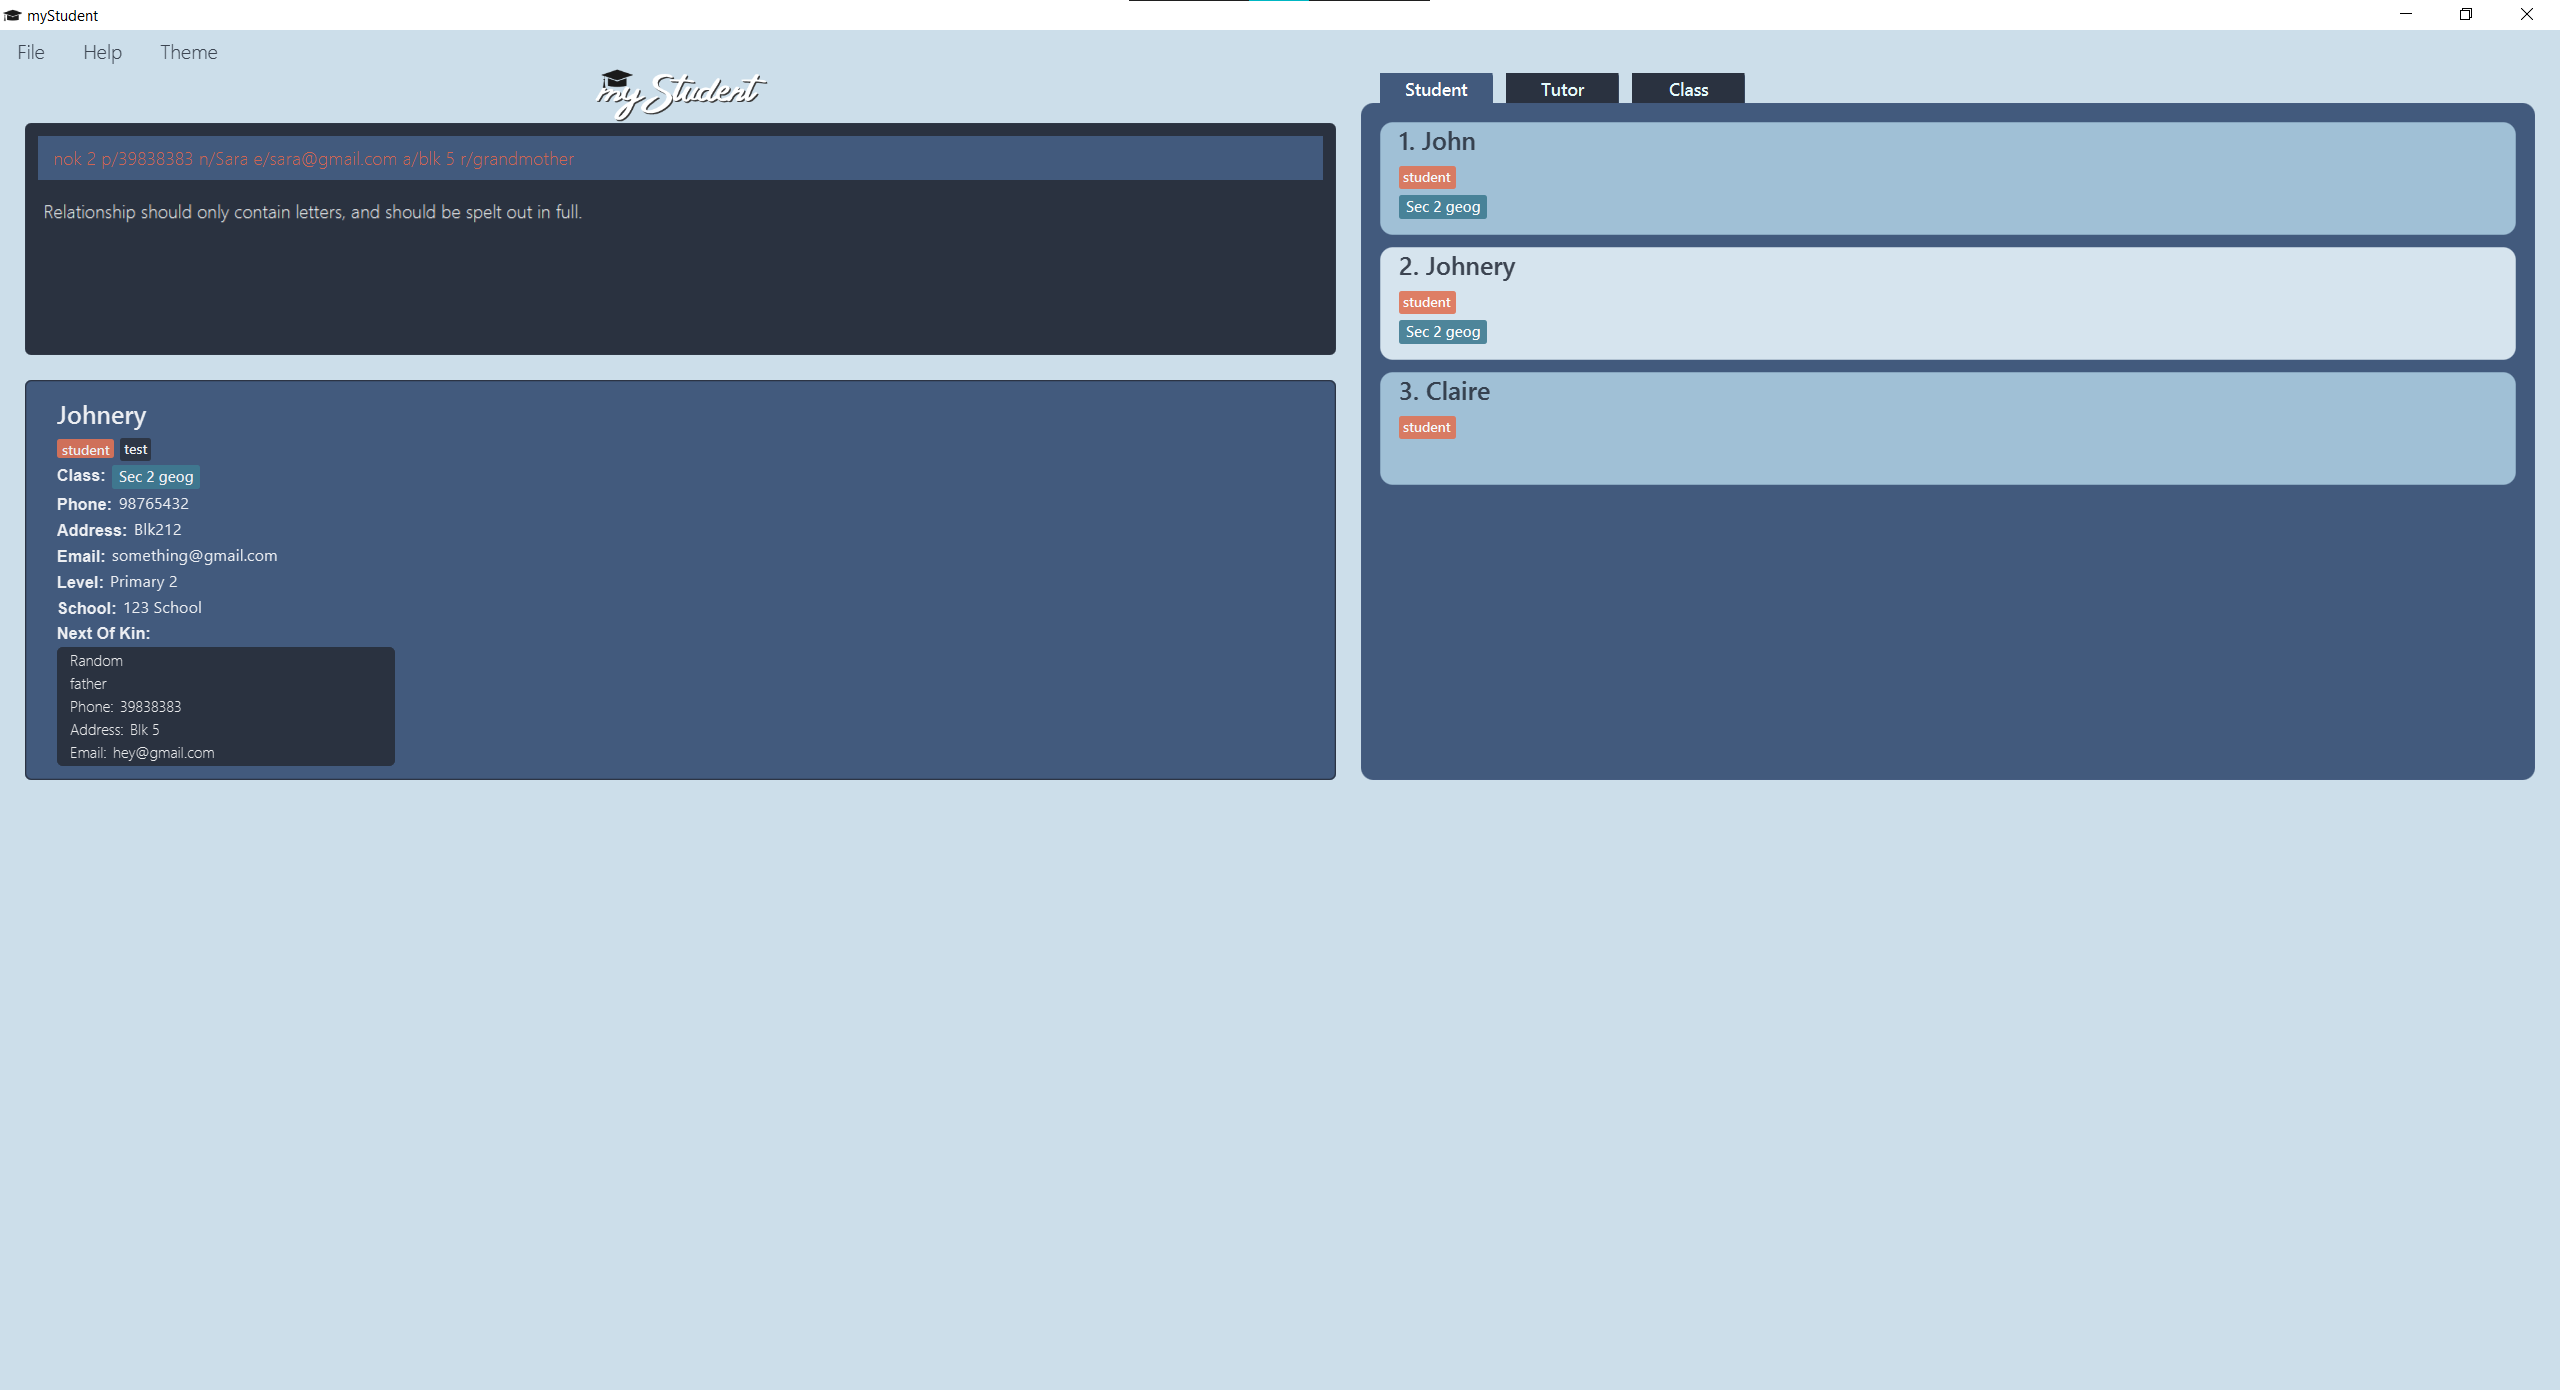 myStudent
File Help Theme
myStudent
nok 2 p/39838383 n/Sara e/sara@gmail.com a/blk 5 r/grandmother
Relationship should only contain letters, and should be spelt out in full.
Johnery
student test
Class: Sec 2 geog
Phone: 98765432
Address: Blk212
Email: something@gmail.com
Level: Primary 2
School: 123 School
Next Of Kin:
Random
father
Phone: 39838383
Address: Blk 5
Email: hey@gmail.com
Student Tutor Class
1. John
student
Sec 2 geog
2. Johnery
student
Sec 2 geog
3. Claire
student